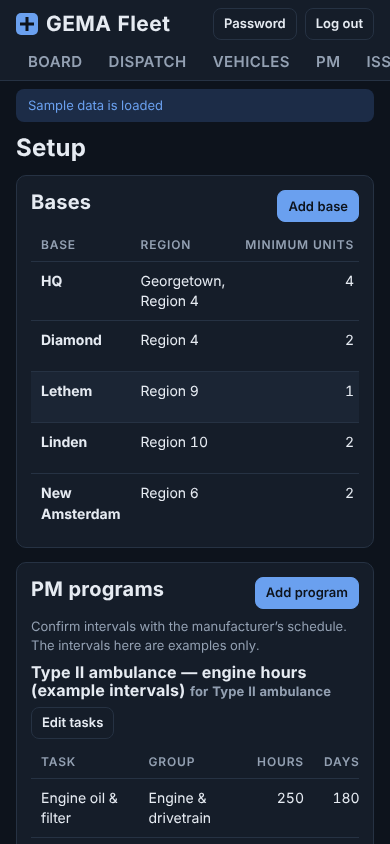 GEMA Fleet
Password
Log out
BOARD DISPATCH VEHICLES PM ISS
Sample data is loaded
Setup
Bases
Add base
BASE REGION MINIMUM UNITS
HQ Georgetown, 4
Region 4
Diamond Region 4 2
Lethem Region 9 1
Linden Region 10 2
New Region 6 2
Amsterdam
PM programs
Add program
Confirm intervals with the manufacturer’s schedule.
The intervals here are examples only.
Type II ambulance — engine hours
(example intervals) for Type II ambulance
Edit tasks
TASK GROUP HOURS DAYS
Engine oil & Engine & 250 180
filter drivetrain